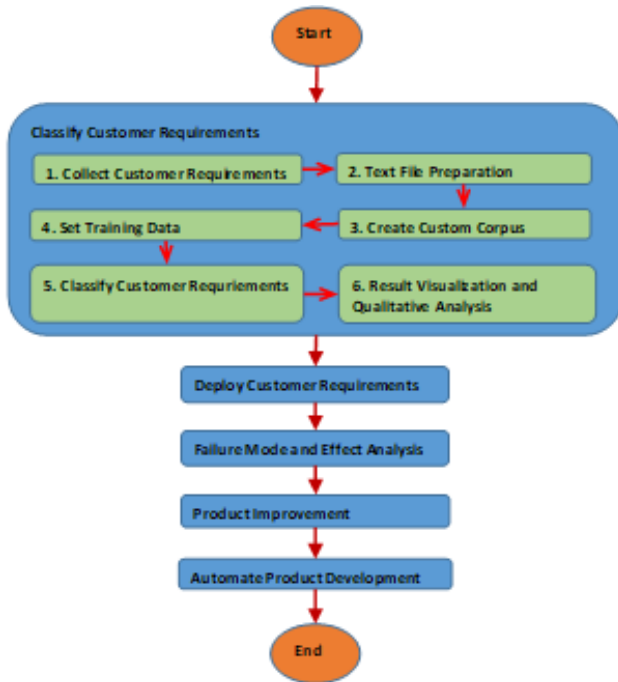 Start
Classify Customer Requirements
1. Collect Customer Requirements
2. Text File Preparation
4. Set Training Data
3. Create Custom Corpus
5. Classify Customer Requriements
6. Result Visualization and
Qualitative Analysis
Deploy Customer Requirements
Failure Mode and Effect Analysis
Product Improvement
Automate Product Development
End